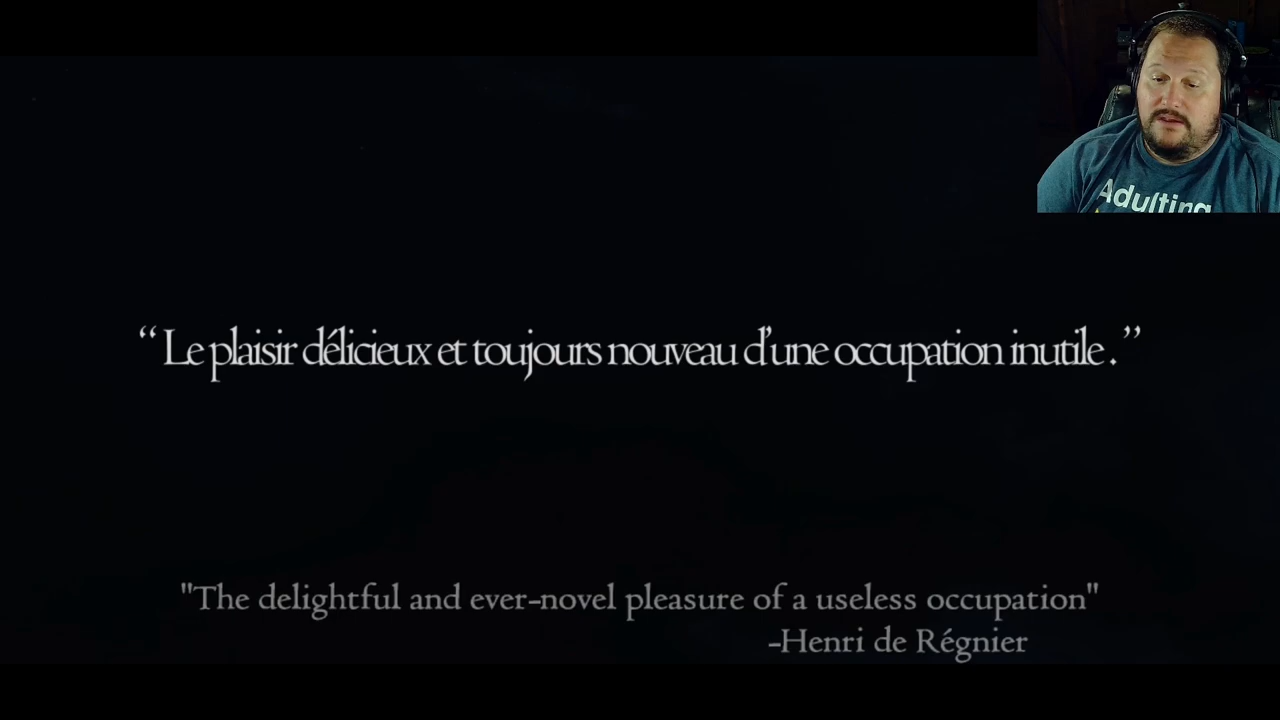 Adulting
“Le plaisir délicieux et toujours nouveau d’une occupation inutile.”
"The delightful and ever-novel pleasure of a useless occupation"
-Henri de Régnier